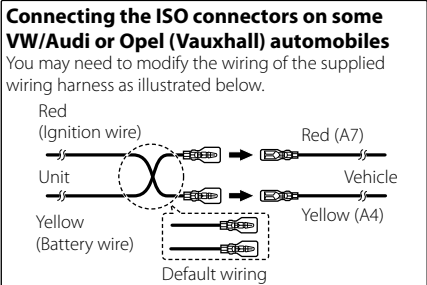 Connecting the ISO connectors on some
VW/Audi or Opel (Vauxhall) automobiles
You may need to modify the wiring of the supplied
wiring harness as illustrated below.
Red
(Ignition wire)
Red (A7)
Unit
Vehicle
Yellow
(Battery wire)
Yellow (A4)
Default wiring